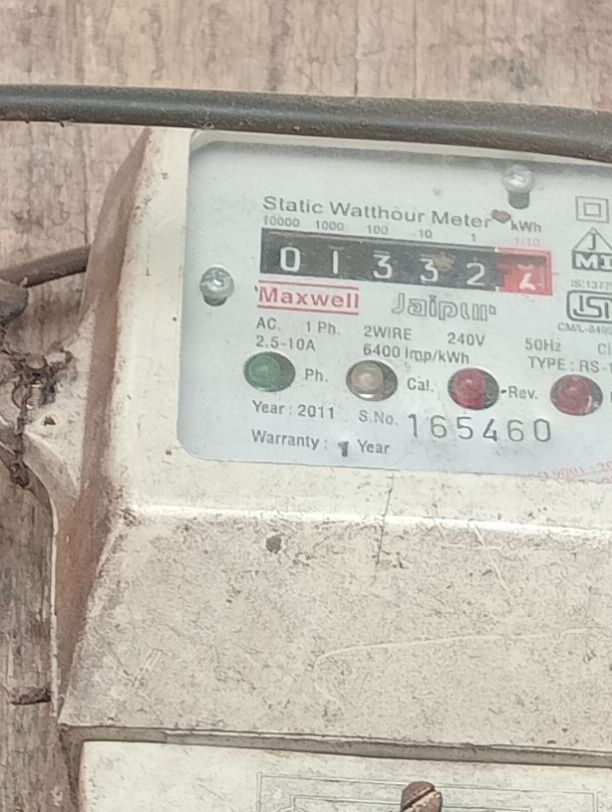 Static Watthour Meter kWh
10000 1000 100 10 1 1/10
0 1 3 3 2
Maxwell Jaipur
AC. 1 Ph. 2WIRE 240V 50Hz
2.5-10A 6400 Imp/kWh TYPE : RS-1
Ph. Cal. Rev.
Year : 2011 S.No. 165460
Warranty : 1 Year